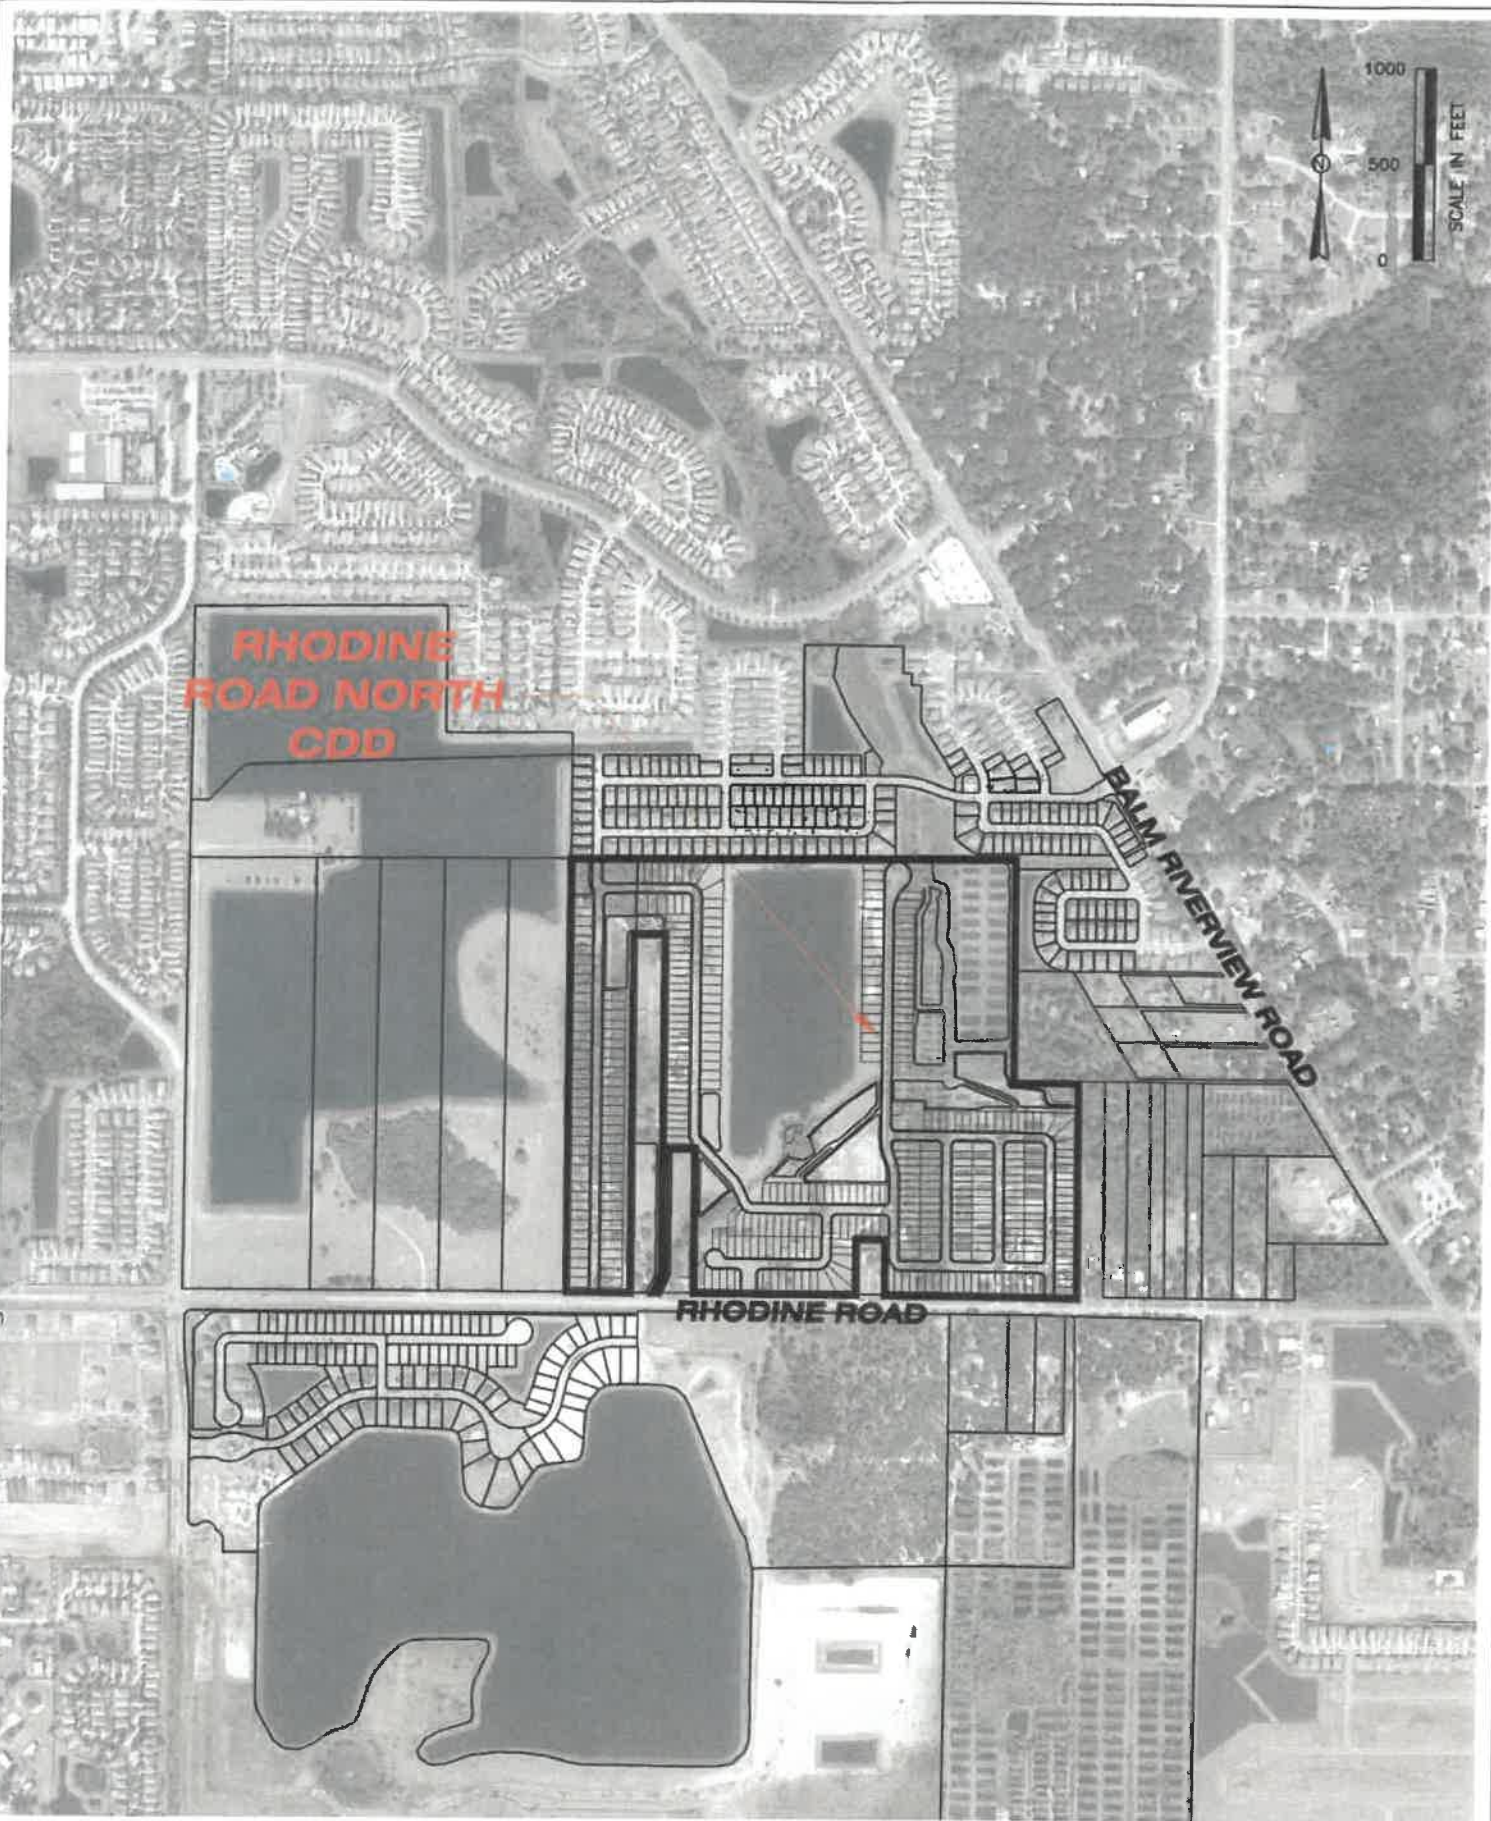 1000
500
0
SCALE IN FEET
RHODINE
ROAD NORTH
CDD
BALM RIVERVIEW ROAD
RHODINE ROAD